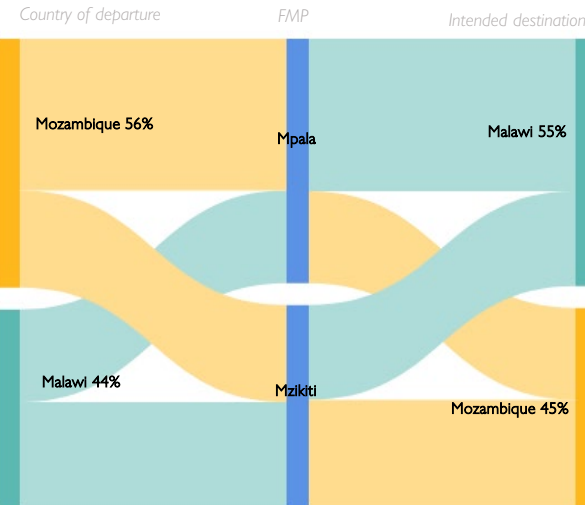 Country of departure
FMP
Intended destination
Mozambique 56%
Mpala
Malawi 55%
Malawi 44%
Mzikiti
Mozambique 45%